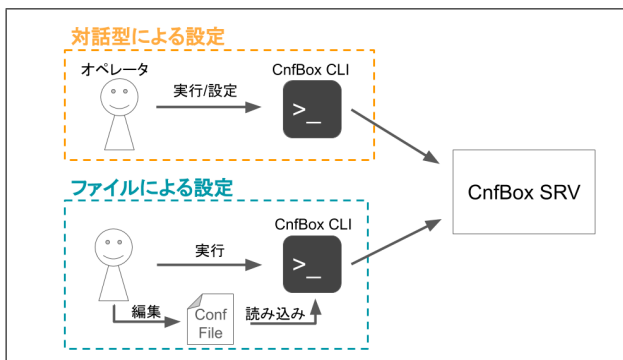 対話型による設定
オペレータ
CnfBox CLI
実行/設定
>_
CnfBox SRV
ファイルによる設定
CnfBox CLI
実行
>_
編集
Conf
File
読み込み